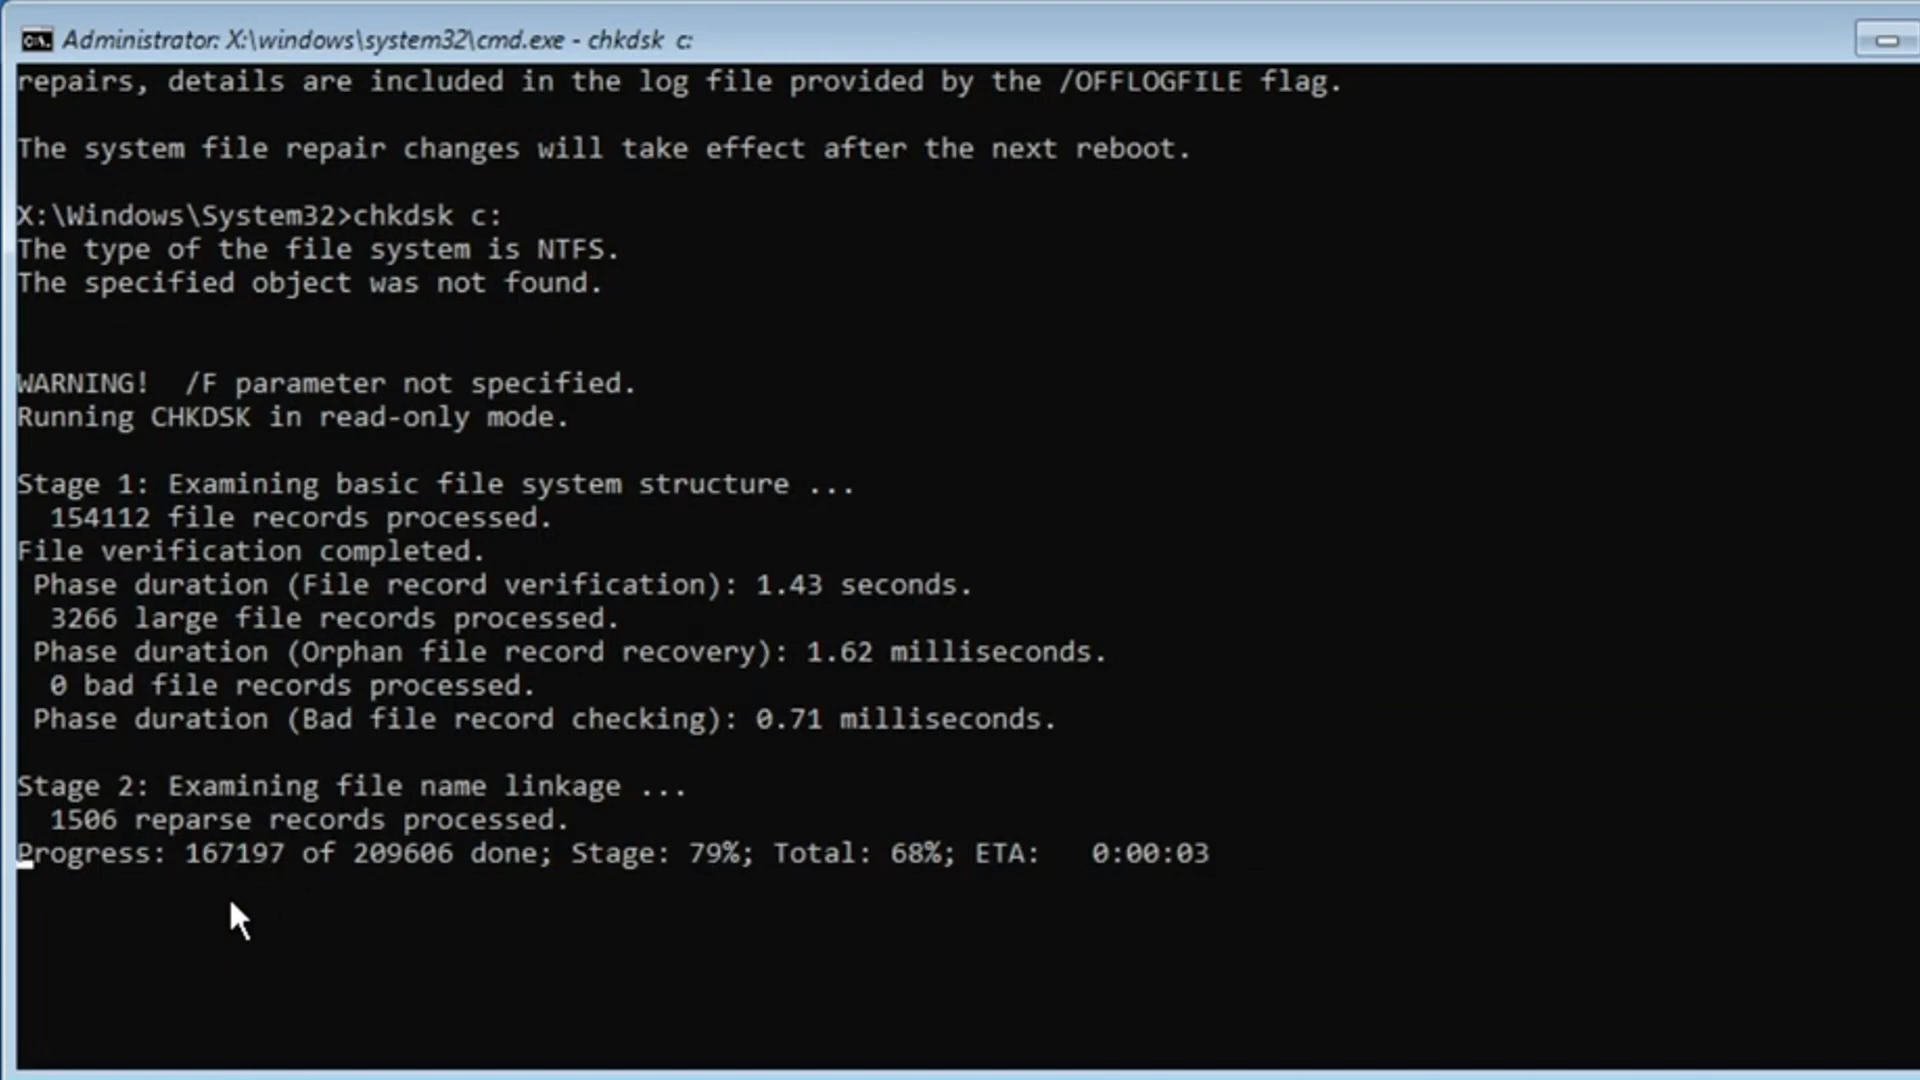 Administrator: X:\windows\system32\cmd.exe - chkdsk c:
repairs, details are included in the log file provided by the /OFFLOGFILE flag.
The system file repair changes will take effect after the next reboot.
X:\Windows\System32>chkdsk c:
The type of the file system is NTFS.
The specified object was not found.
WARNING!  /F parameter not specified.
Running CHKDSK in read-only mode.
Stage 1: Examining basic file system structure ...
154112 file records processed.
File verification completed.
Phase duration (File record verification): 1.43 seconds.
3266 large file records processed.
Phase duration (Orphan file record recovery): 1.62 milliseconds.
0 bad file records processed.
Phase duration (Bad file record checking): 0.71 milliseconds.
Stage 2: Examining file name linkage ...
1506 reparse records processed.
Progress: 167197 of 209606 done; Stage: 79%; Total: 68%; ETA:   0:00:03